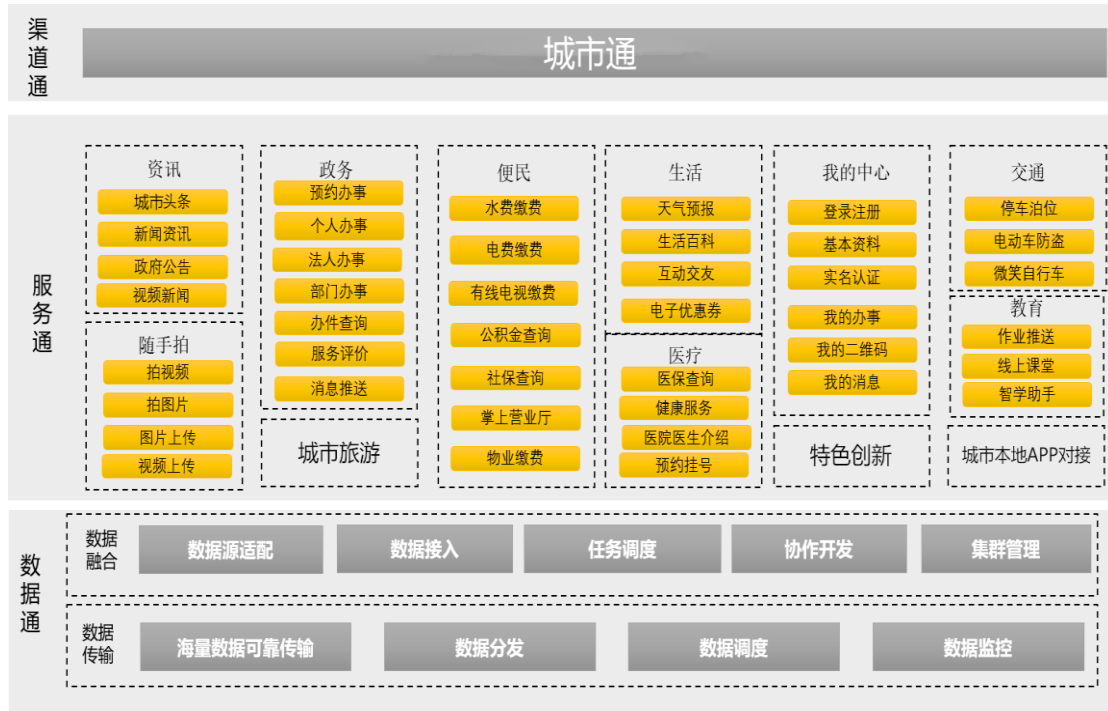 渠道通
城市通
服务通
资讯
城市头条
新闻资讯
政府公告
视频新闻
随手拍
拍视频
拍图片
图片上传
视频上传
政务
预约办事
个人办事
法人办事
部门办事
办件查询
服务评价
消息推送
城市旅游
便民
水费缴费
电费缴费
有线电视缴费
公积金查询
社保查询
掌上营业厅
物业缴费
生活
天气预报
生活百科
互动交友
电子优惠券
医疗
医保查询
健康服务
医院医生介绍
预约挂号
我的中心
登录注册
基本资料
实名认证
我的办事
我的二维码
我的消息
特色创新
交通
停车泊位
电动车防盗
微笑自行车
教育
作业推送
线上课堂
智学助手
城市本地APP对接
数据通
数据
融合
数据源适配
数据接入
任务调度
协作开发
集群管理
数据
传输
海量数据可靠传输
数据分发
数据调度
数据监控